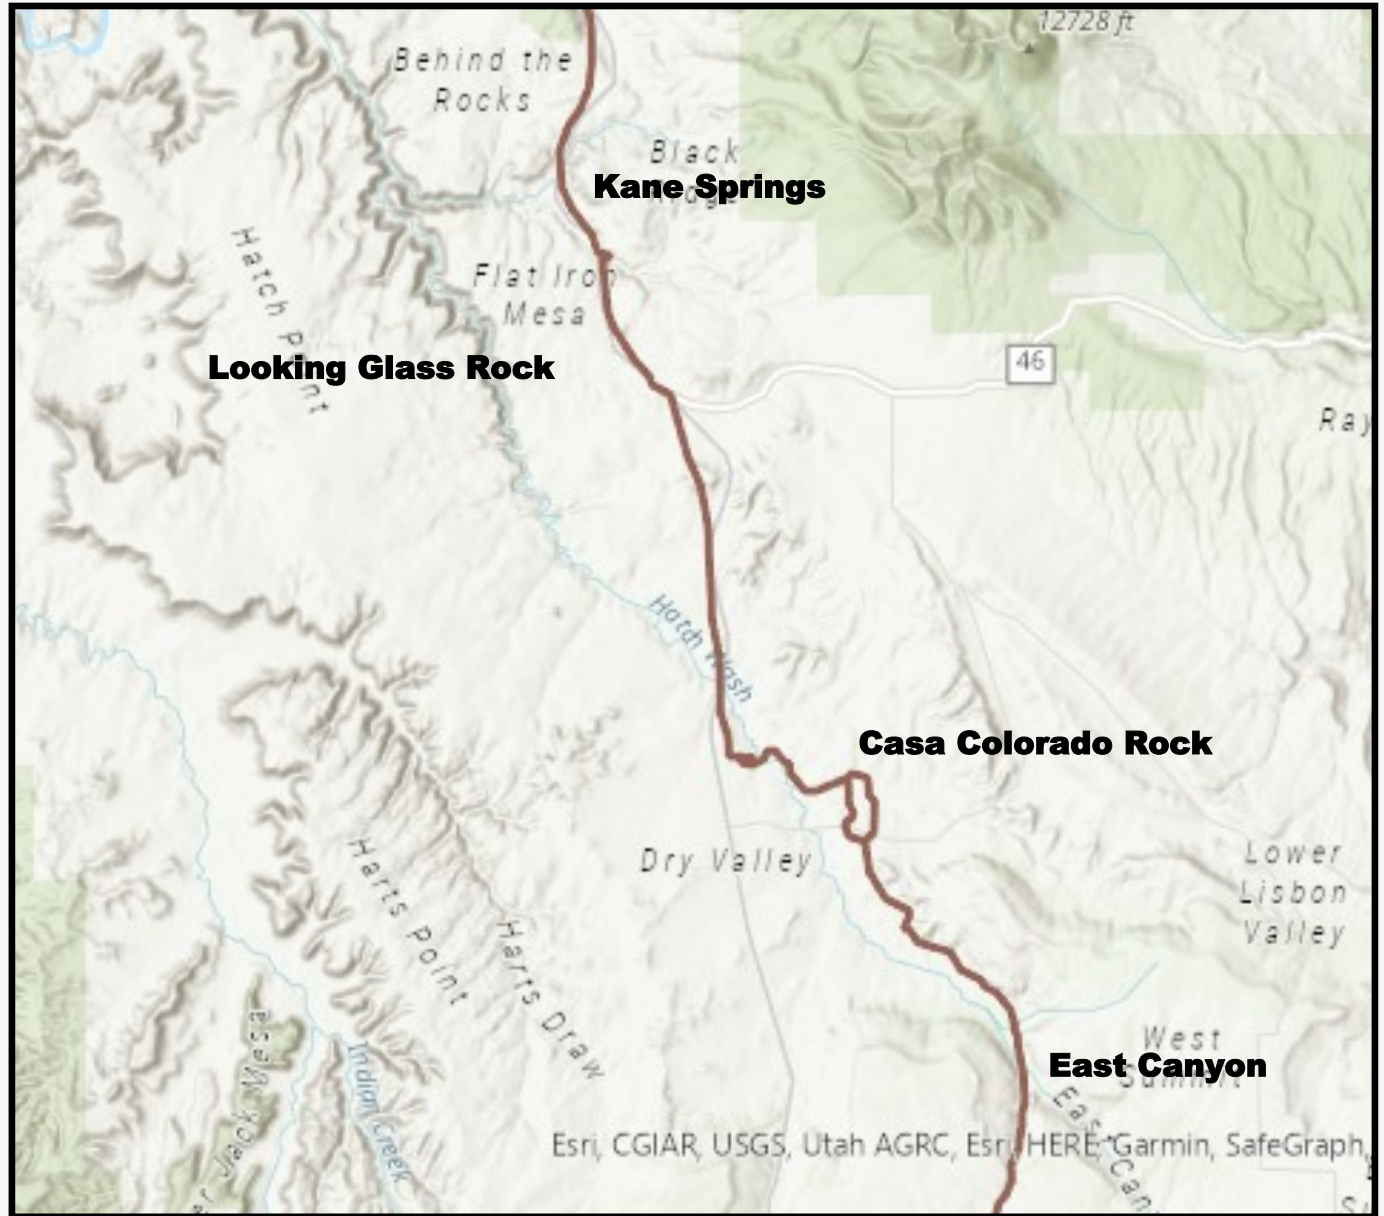 12728 ft
Behind the
Rocks
Black
Ridge
Kane Springs
Hatch Point
Flat Iron
Mesa
Looking Glass Rock
46
Ray
Hatch Wash
Casa Colorado Rock
Dry Valley
Lower
Lisbon
Valley
Harts Point
Harts Draw
West
Summit
East Canyon
Indian Creek
Jack Mesa
East Can
Esri, CGIAR, USGS, Utah AGRC, Esri, HERE, Garmin, SafeGraph,